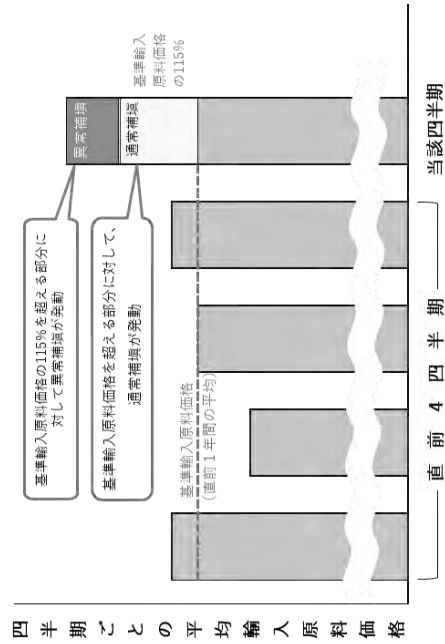 四半期ごとの平均輸入原料価格
基準輸入原料価格の115%を超える部分に
対して異常補塡が発動
基準輸入原料価格を超える部分に対して、
通常補塡が発動
異常補塡
通常補塡
基準輸入
原料価格
の115%
基準輸入原料価格
(直前1年間の平均)
直前4四半期
当該四半期